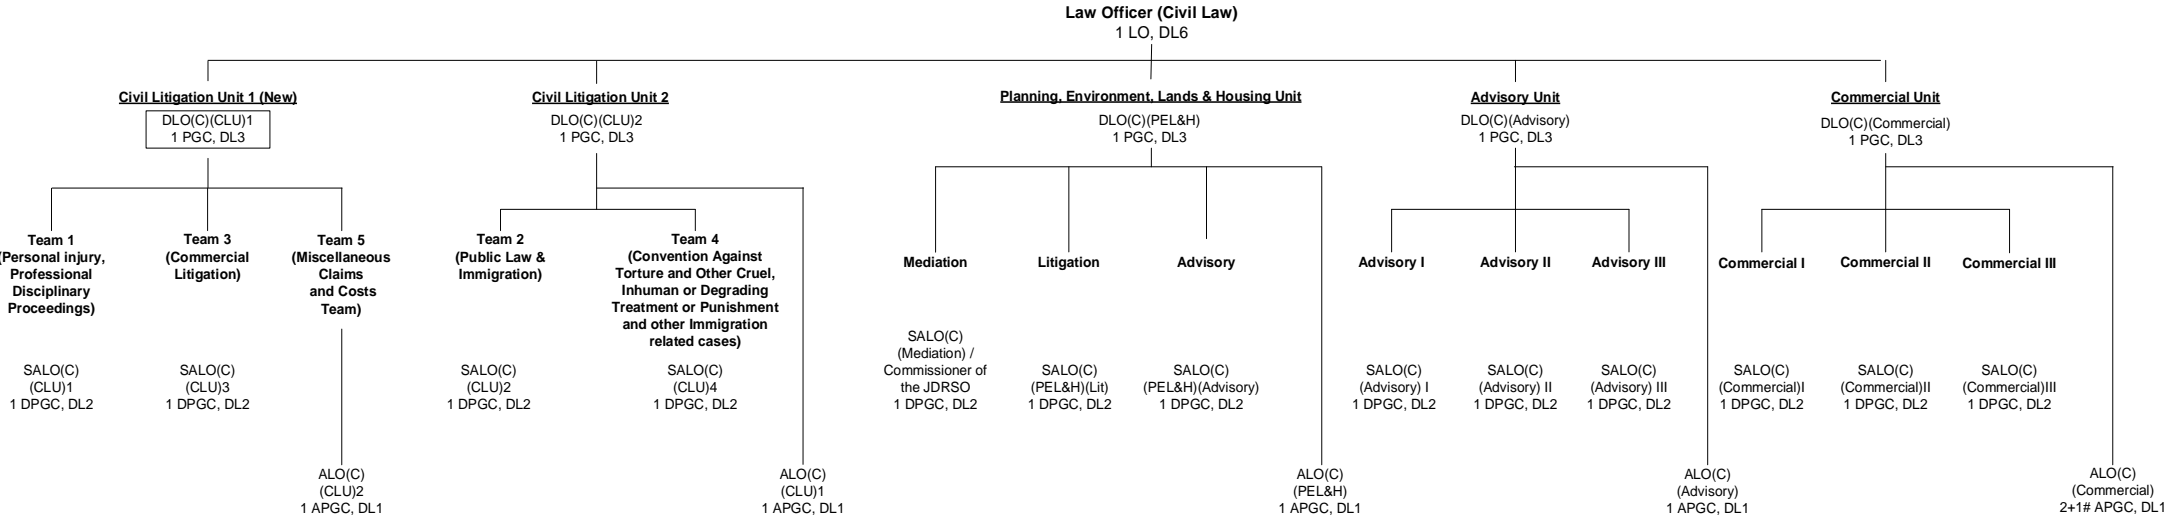 Law Officer (Civil Law)
1 LO, DL6
Civil Litigation Unit 1 (New)
DLO(C)(CLU)1
1 PGC, DL3
Team 1
(Personal injury,
Professional
Disciplinary
Proceedings)
SALO(C)
(CLU)1
1 DPGC, DL2
Team 3
(Commercial
Litigation)
SALO(C)
(CLU)3
1 DPGC, DL2
Team 5
(Miscellaneous
Claims
and Costs
Team)
ALO(C)
(CLU)2
1 APGC, DL1
Civil Litigation Unit 2
DLO(C)(CLU)2
1 PGC, DL3
Team 2
(Public Law &
Immigration)
SALO(C)
(CLU)2
1 DPGC, DL2
Team 4
(Convention Against
Torture and Other Cruel,
Inhuman or Degrading
Treatment or Punishment
and other Immigration
related cases)
SALO(C)
(CLU)4
1 DPGC, DL2
ALO(C)
(CLU)1
1 APGC, DL1
Planning, Environment, Lands & Housing Unit
DLO(C)(PEL&H)
1 PGC, DL3
Mediation
SALO(C)
(Mediation) /
Commissioner of
the JDRSO
1 DPGC, DL2
Litigation
SALO(C)
(PEL&H)(Lit)
1 DPGC, DL2
Advisory
SALO(C)
(PEL&H)(Advisory)
1 DPGC, DL2
ALO(C)
(PEL&H)
1 APGC, DL1
Advisory Unit
DLO(C)(Advisory)
1 PGC, DL3
Advisory I
SALO(C)
(Advisory) I
1 DPGC, DL2
Advisory II
SALO(C)
(Advisory) II
1 DPGC, DL2
Advisory III
SALO(C)
(Advisory) III
1 DPGC, DL2
ALO(C)
(Advisory)
1 APGC, DL1
Commercial Unit
DLO(C)(Commercial)
1 PGC, DL3
Commercial I
SALO(C)
(Commercial)I
1 DPGC, DL2
Commercial II
SALO(C)
(Commercial)II
1 DPGC, DL2
Commercial III
SALO(C)
(Commercial)III
1 DPGC, DL2
ALO(C)
(Commercial)
2+1# APGC, DL1